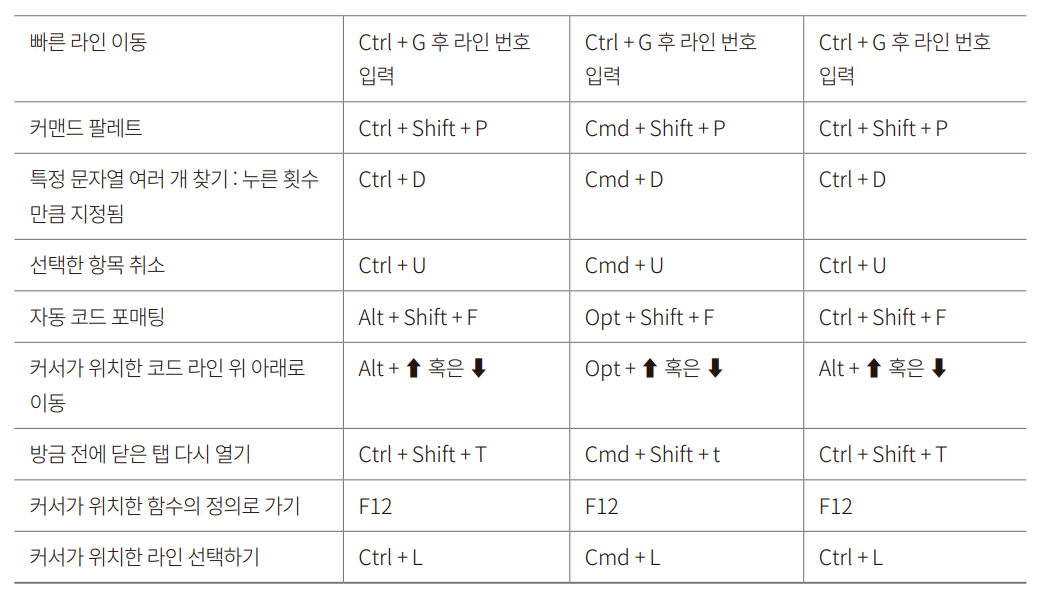 빠른 라인 이동
Ctrl + G 후 라인 번호
입력
Ctrl + G 후 라인 번호
입력
Ctrl + G 후 라인 번호
입력
커맨드 팔레트
Ctrl + Shift + P
Cmd + Shift + P
Ctrl + Shift + P
특정 문자열 여러 개 찾기 : 누른 횟수
만큼 지정됨
Ctrl + D
Cmd + D
Ctrl + D
선택한 항목 취소
Ctrl + U
Cmd + U
Ctrl + U
자동 코드 포매팅
Alt + Shift + F
Opt + Shift + F
Ctrl + Shift + F
커서가 위치한 코드 라인 위 아래로
이동
Alt + ⬆ 혹은 ⬇
Opt + ⬆ 혹은 ⬇
Alt + ⬆ 혹은 ⬇
방금 전에 닫은 탭 다시 열기
Ctrl + Shift + T
Cmd + Shift + t
Ctrl + Shift + T
커서가 위치한 함수의 정의로 가기
F12
F12
F12
커서가 위치한 라인 선택하기
Ctrl + L
Cmd + L
Ctrl + L